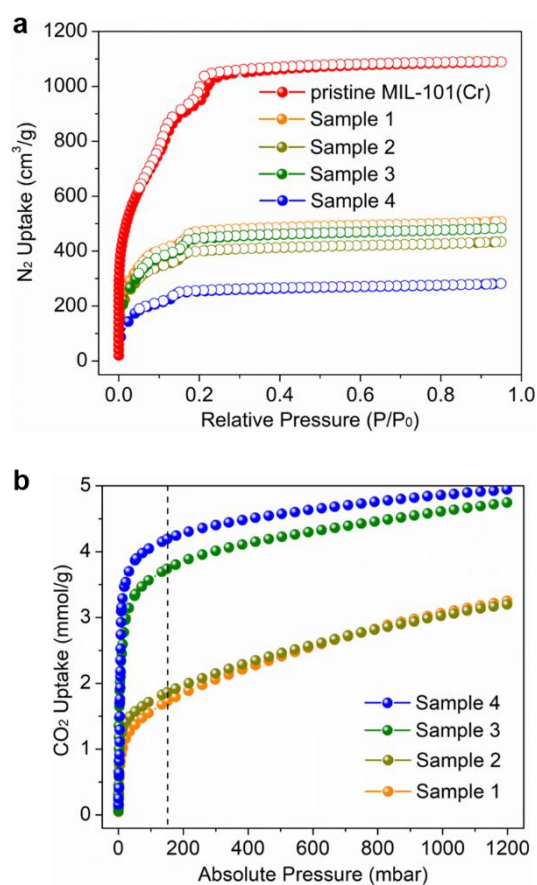 a
1200
1000
800
600
400
200
0
N₂ Uptake (cm³/g)
pristine MIL-101(Cr)
Sample 1
Sample 2
Sample 3
Sample 4
0.0 0.2 0.4 0.6 0.8 1.0
Relative Pressure (P/P₀)
b
5
4
3
2
1
0
CO₂ Uptake (mmol/g)
Sample 4
Sample 3
Sample 2
Sample 1
0 200 400 600 800 1000 1200
Absolute Pressure (mbar)